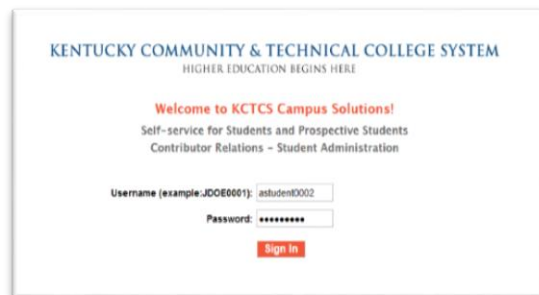 KENTUCKY COMMUNITY & TECHNICAL COLLEGE SYSTEM
HIGHER EDUCATION BEGINS HERE
Welcome to KCTCS Campus Solutions!
Self-service for Students and Prospective Students
Contributor Relations – Student Administration
Username (example:JDOE0001): astudent0002
Password: •••••••••
Sign In